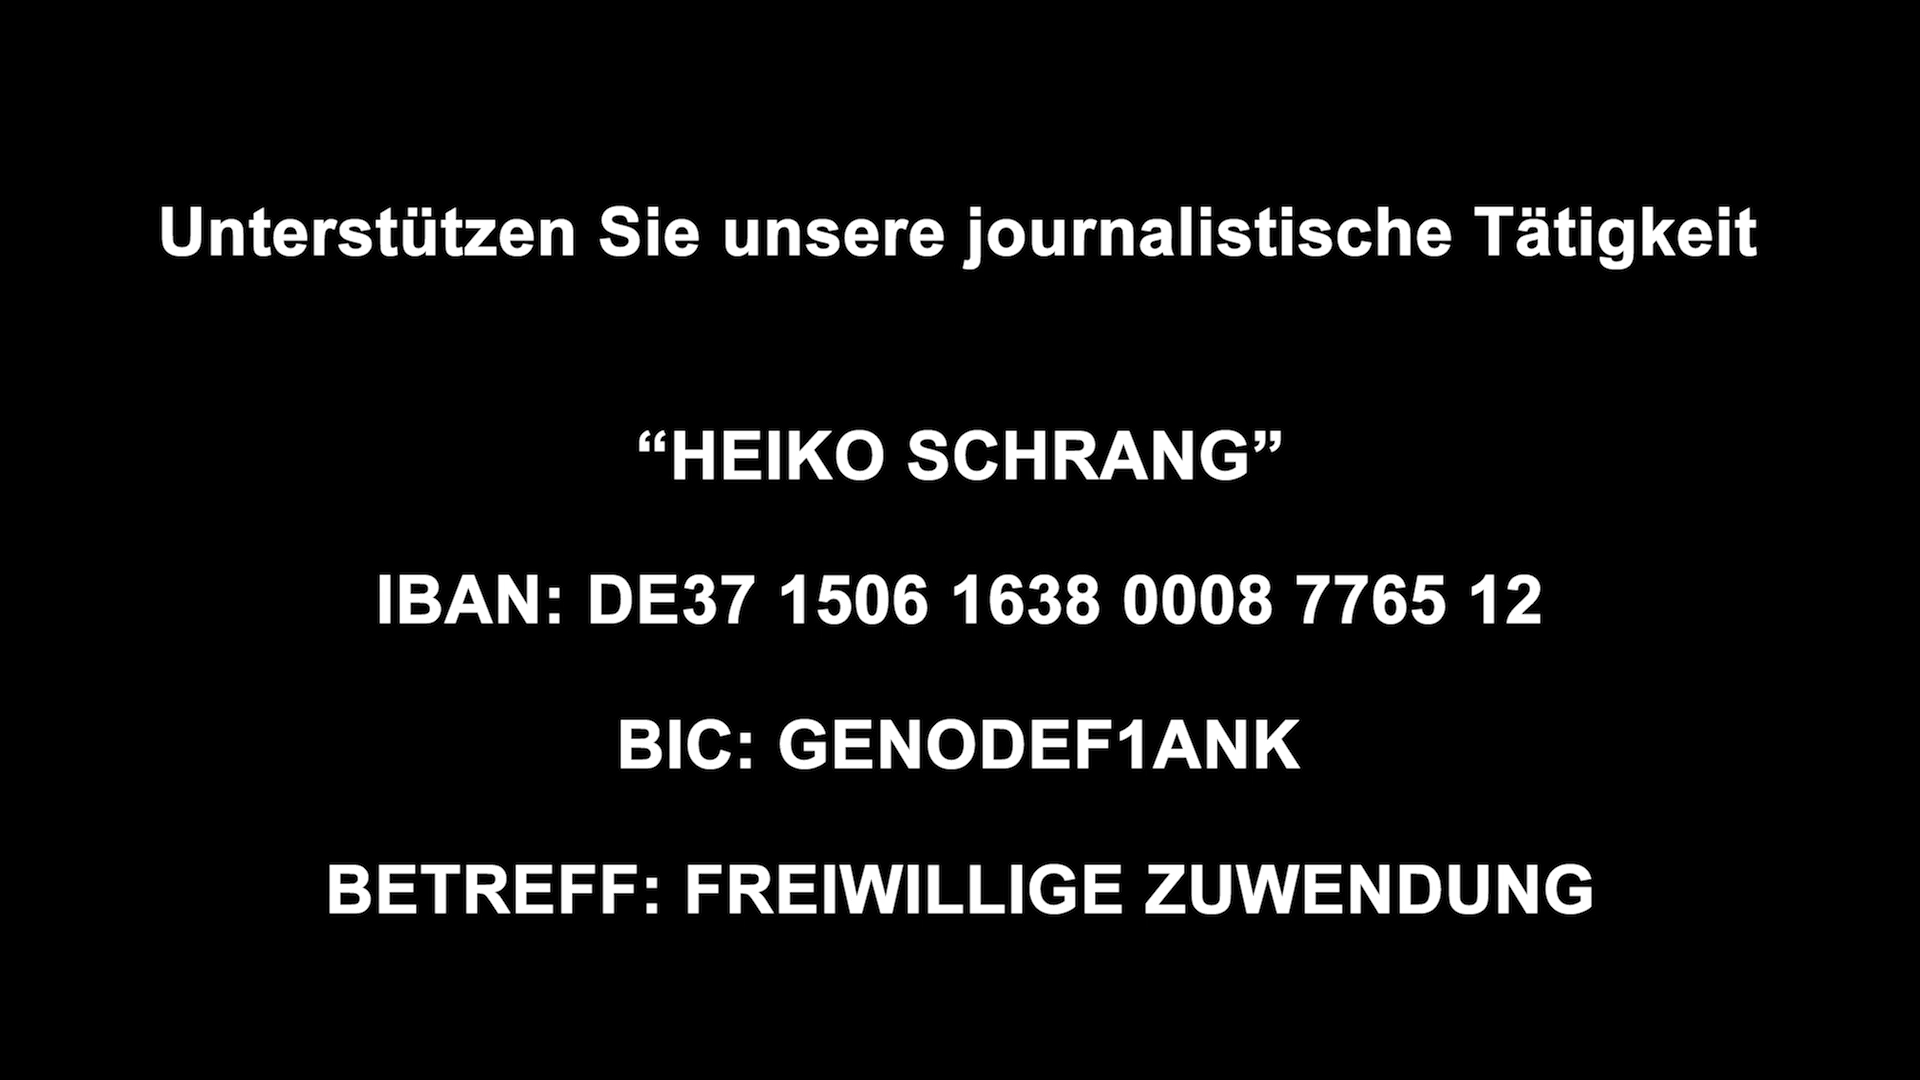 Unterstützen Sie unsere journalistische Tätigkeit
“HEIKO SCHRANG”
IBAN: DE37 1506 1638 0008 7765 12
BIC: GENODEF1ANK
BETREFF: FREIWILLIGE ZUWENDUNG